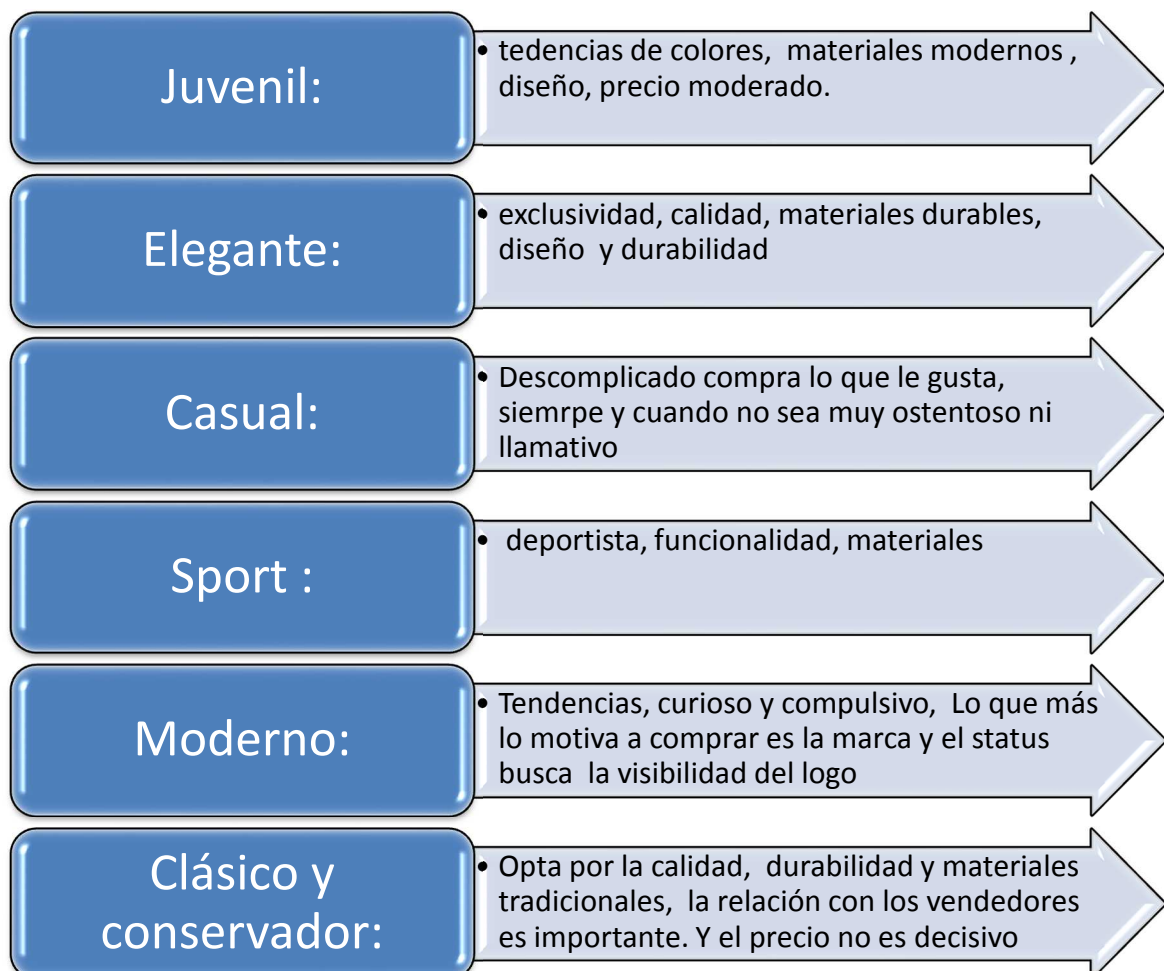 Juvenil:
• tedencias de colores, materiales modernos ,
diseño, precio moderado.
Elegante:
• exclusividad, calidad, materiales durables,
diseño y durabilidad
Casual:
• Descomplicado compra lo que le gusta,
siemrpe y cuando no sea muy ostentoso ni
llamativo
Sport :
• deportista, funcionalidad, materiales
Moderno:
• Tendencias, curioso y compulsivo, Lo que más
lo motiva a comprar es la marca y el status
busca la visibilidad del logo
Clásico y
conservador:
• Opta por la calidad, durabilidad y materiales
tradicionales, la relación con los vendedores
es importante. Y el precio no es decisivo